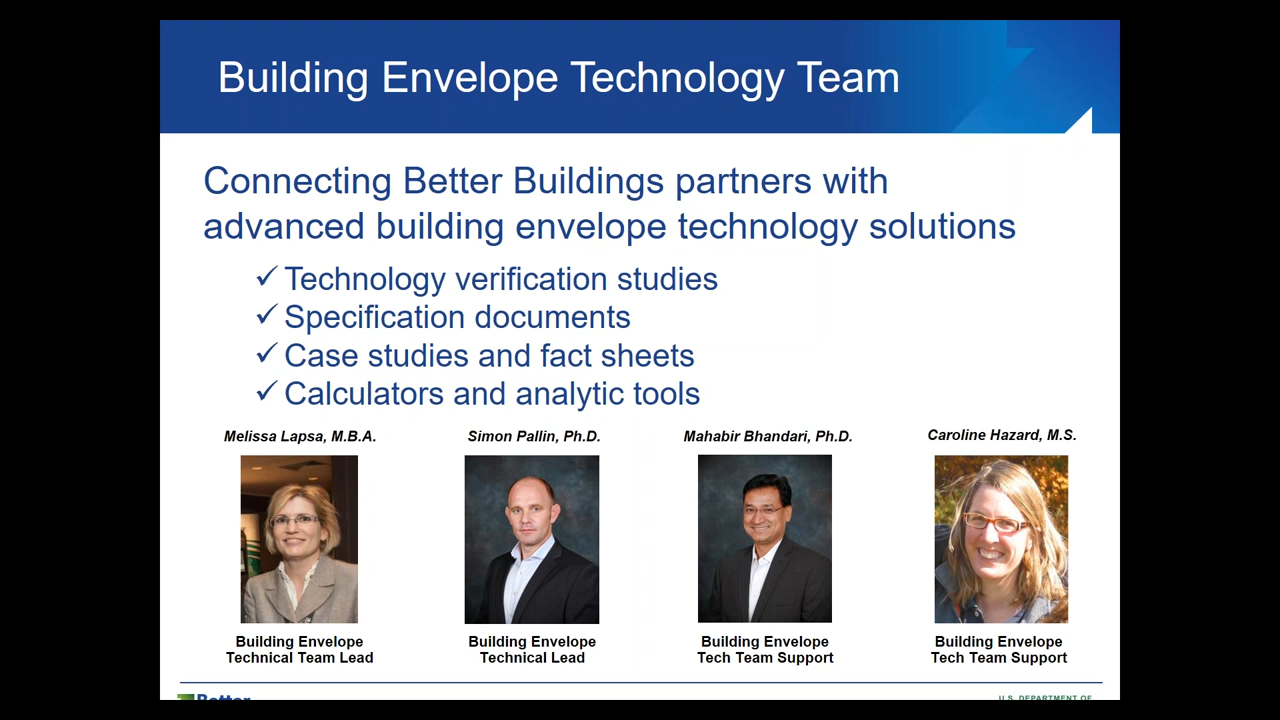 Building Envelope Technology Team
Connecting Better Buildings partners with
advanced building envelope technology solutions
✓ Technology verification studies
✓ Specification documents
✓ Case studies and fact sheets
✓ Calculators and analytic tools
Melissa Lapsa, M.B.A.
Simon Pallin, Ph.D.
Mahabir Bhandari, Ph.D.
Caroline Hazard, M.S.
Building Envelope
Technical Team Lead
Building Envelope
Technical Lead
Building Envelope
Tech Team Support
Building Envelope
Tech Team Support
Better
U.S. DEPARTMENT OF